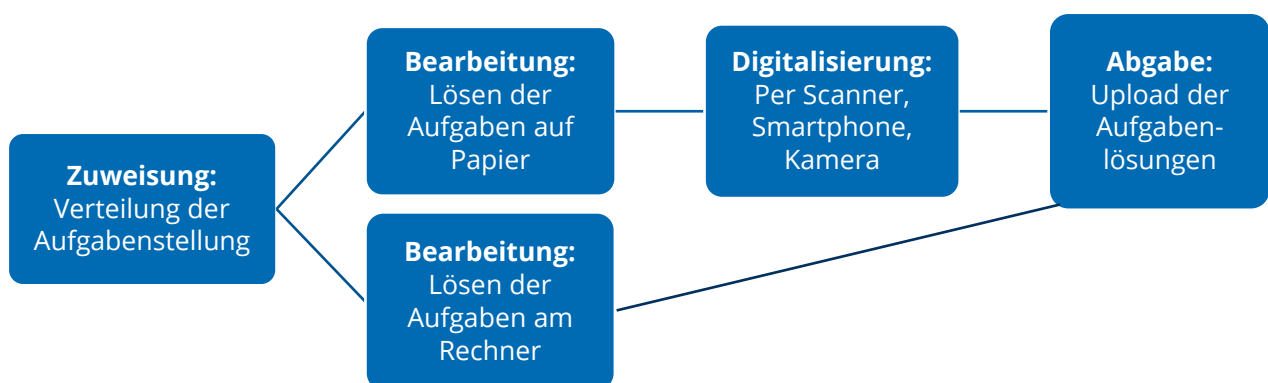 Zuweisung:
Verteilung der
Aufgabenstellung
Bearbeitung:
Lösen der
Aufgaben auf
Papier
Digitalisierung:
Per Scanner,
Smartphone,
Kamera
Abgabe:
Upload der
Aufgaben-
lösungen
Bearbeitung:
Lösen der
Aufgaben am
Rechner